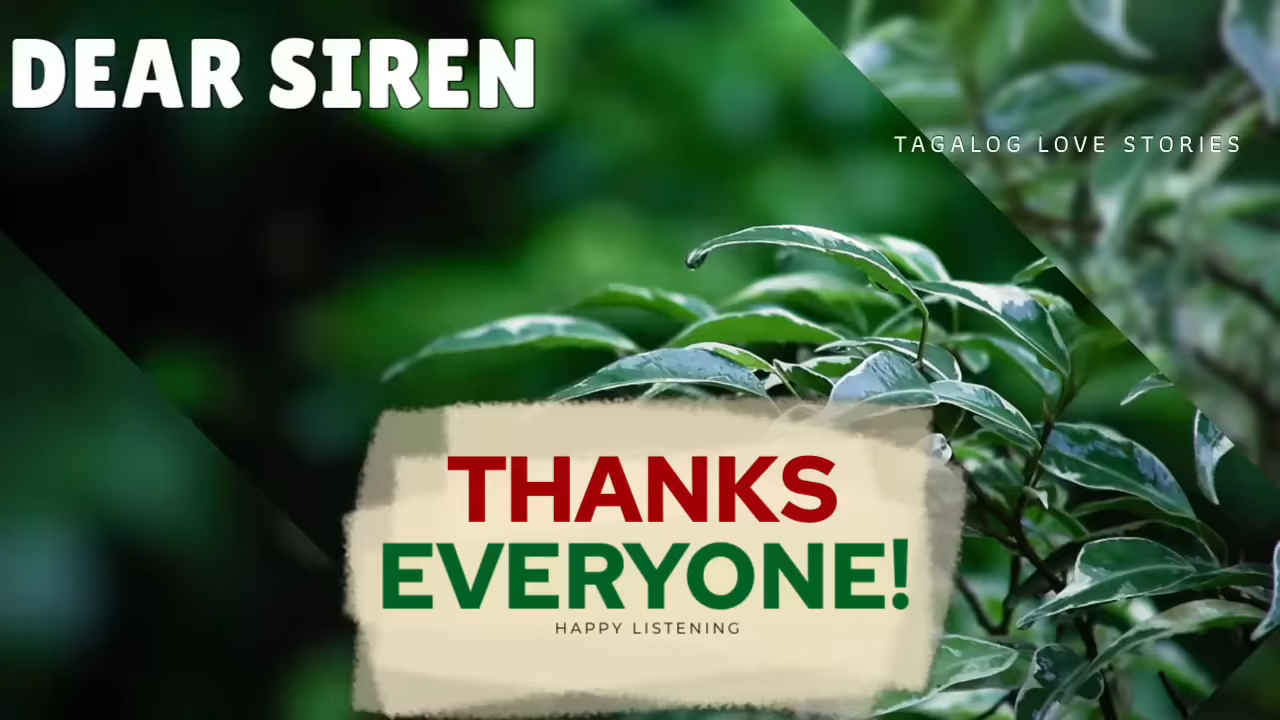 DEAR SIREN
TAGALOG LOVE STORIES
THANKS
EVERYONE!
HAPPY LISTENING